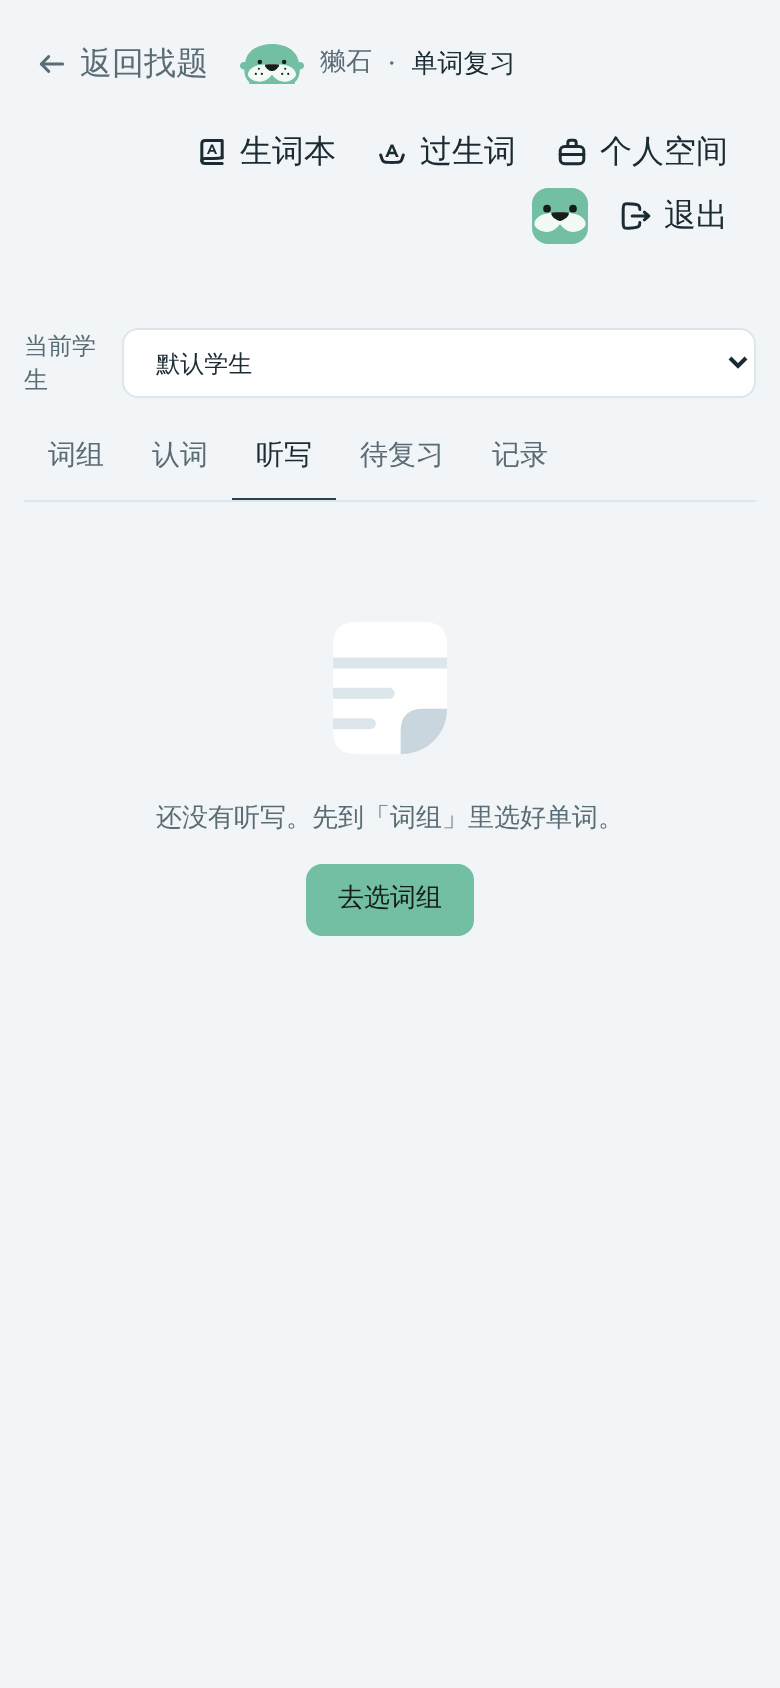 返回找题 獭石 · 单词复习
生词本 过生词 个人空间
退出
当前学
生
默认学生
词组 认词 听写 待复习 记录
还没有听写。先到「词组」里选好单词。
去选词组